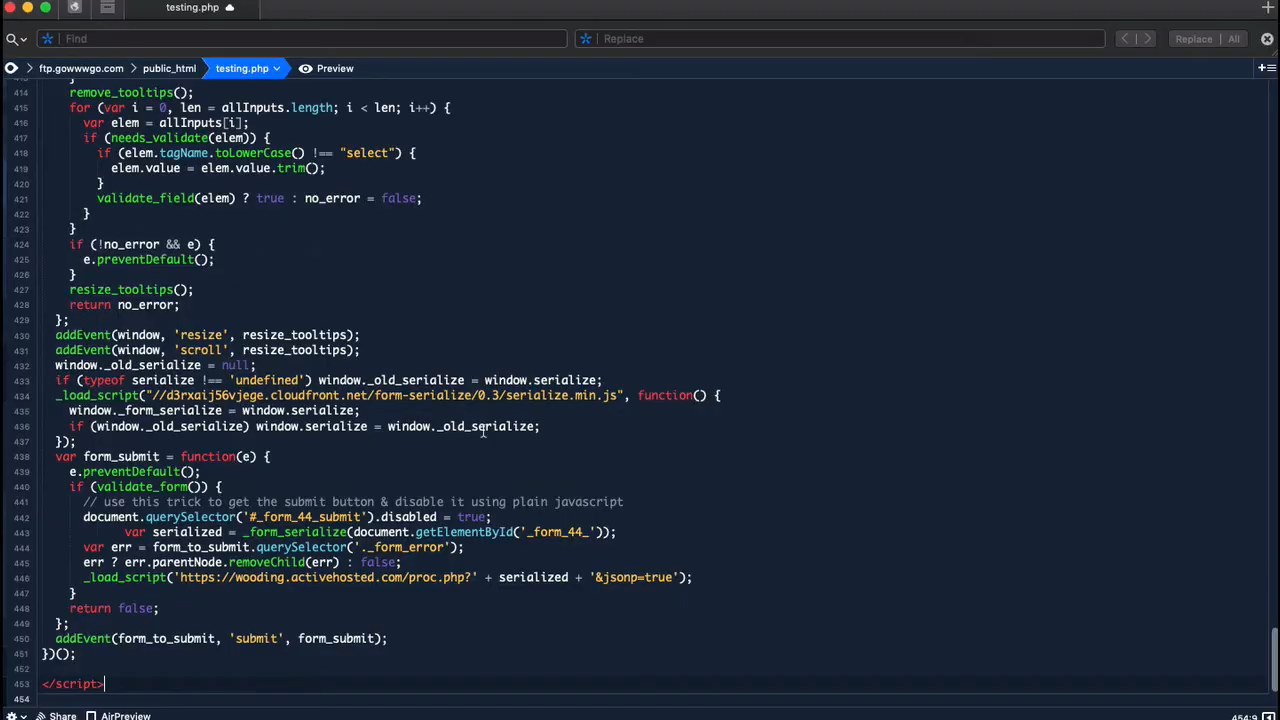 testing.php
Find
Replace
Replace
All
ftp.gowwwgo.com
public_html
testing.php
Preview
414 remove_tooltips();
415 for (var i = 0, len = allInputs.length; i < len; i++) {
416 var elem = allInputs[i];
417 if (needs_validate(elem)) {
418 if (elem.tagName.toLowerCase() !== "select") {
419 elem.value = elem.value.trim();
420 }
421 validate_field(elem) ? true : no_error = false;
422 }
423 }
424 if (!no_error && e) {
425 e.preventDefault();
426 }
427 resize_tooltips();
428 return no_error;
429 };
430 addEvent(window, 'resize', resize_tooltips);
431 addEvent(window, 'scroll', resize_tooltips);
432 window._old_serialize = null;
433 if (typeof serialize !== 'undefined') window._old_serialize = window.serialize;
434 _load_script("//d3rxaij56vjege.cloudfront.net/form-serialize/0.3/serialize.min.js", function() {
435 window._form_serialize = window.serialize;
436 if (window._old_serialize) window.serialize = window._old_serialize;
437 });
438 var form_submit = function(e) {
439 e.preventDefault();
440 if (validate_form()) {
441 // use this trick to get the submit button & disable it using plain javascript
442 document.querySelector('#_form_44_submit').disabled = true;
443 var serialized = _form_serialize(document.getElementById('_form_44_'));
444 var err = form_to_submit.querySelector('._form_error');
445 err ? err.parentNode.removeChild(err) : false;
446 _load_script('https://wooding.activehosted.com/proc.php?' + serialized + '&jsonp=true');
447 }
448 return false;
449 };
450 addEvent(form_to_submit, 'submit', form_submit);
451 })();
452
453 </script>
454
Share
AirPreview
454:9